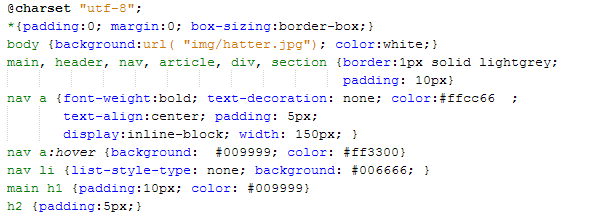 @charset "utf-8";
*{padding:0; margin:0; box-sizing:border-box;}
body {background:url( "img/hatter.jpg"); color:white;}
main, header, nav, article, div, section {border:1px solid lightgrey;
padding: 10px}
nav a {font-weight:bold; text-decoration: none; color:#ffcc66  ;
text-align:center; padding: 5px;
display:inline-block; width: 150px; }
nav a:hover {background:  #009999; color: #ff3300}
nav li {list-style-type: none; background: #006666; }
main h1 {padding:10px; color: #009999}
h2 {padding:5px;}